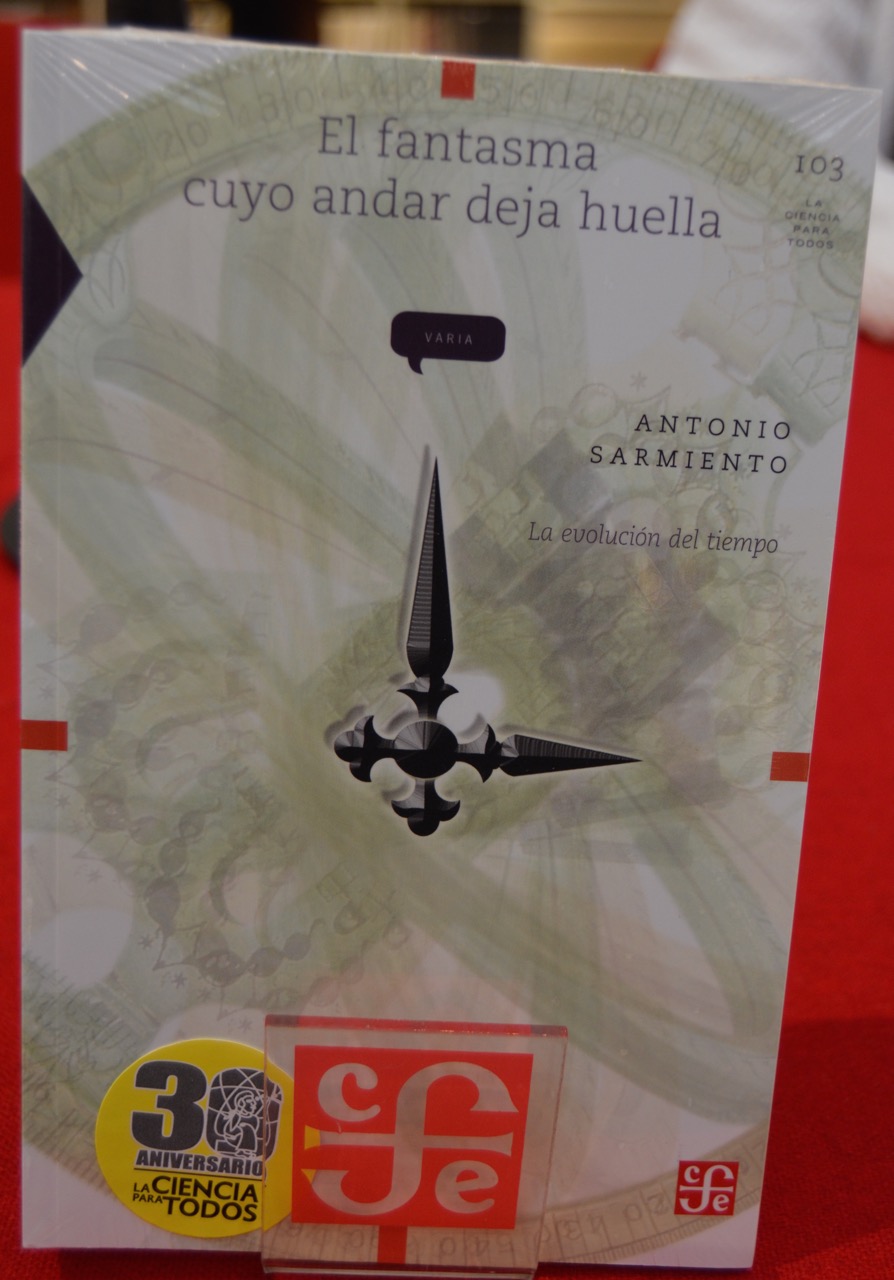 El fantasma
cuyo andar deja huella
103
LA
CIENCIA
PARA
TODOS
VARIA
ANTONIO
SARMIENTO
La evolución del tiempo
30
ANIVERSARIO
LA CIENCIA
PARA TODOS
cfe
cfe